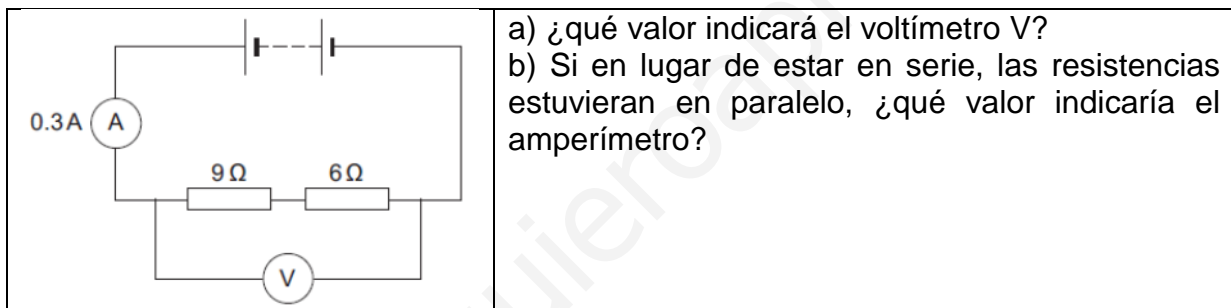 0.3 A A
9 Ω 6 Ω
V
a) ¿qué valor indicará el voltímetro V?
b) Si en lugar de estar en serie, las resistencias
estuvieran en paralelo, ¿qué valor indicaría el
amperímetro?